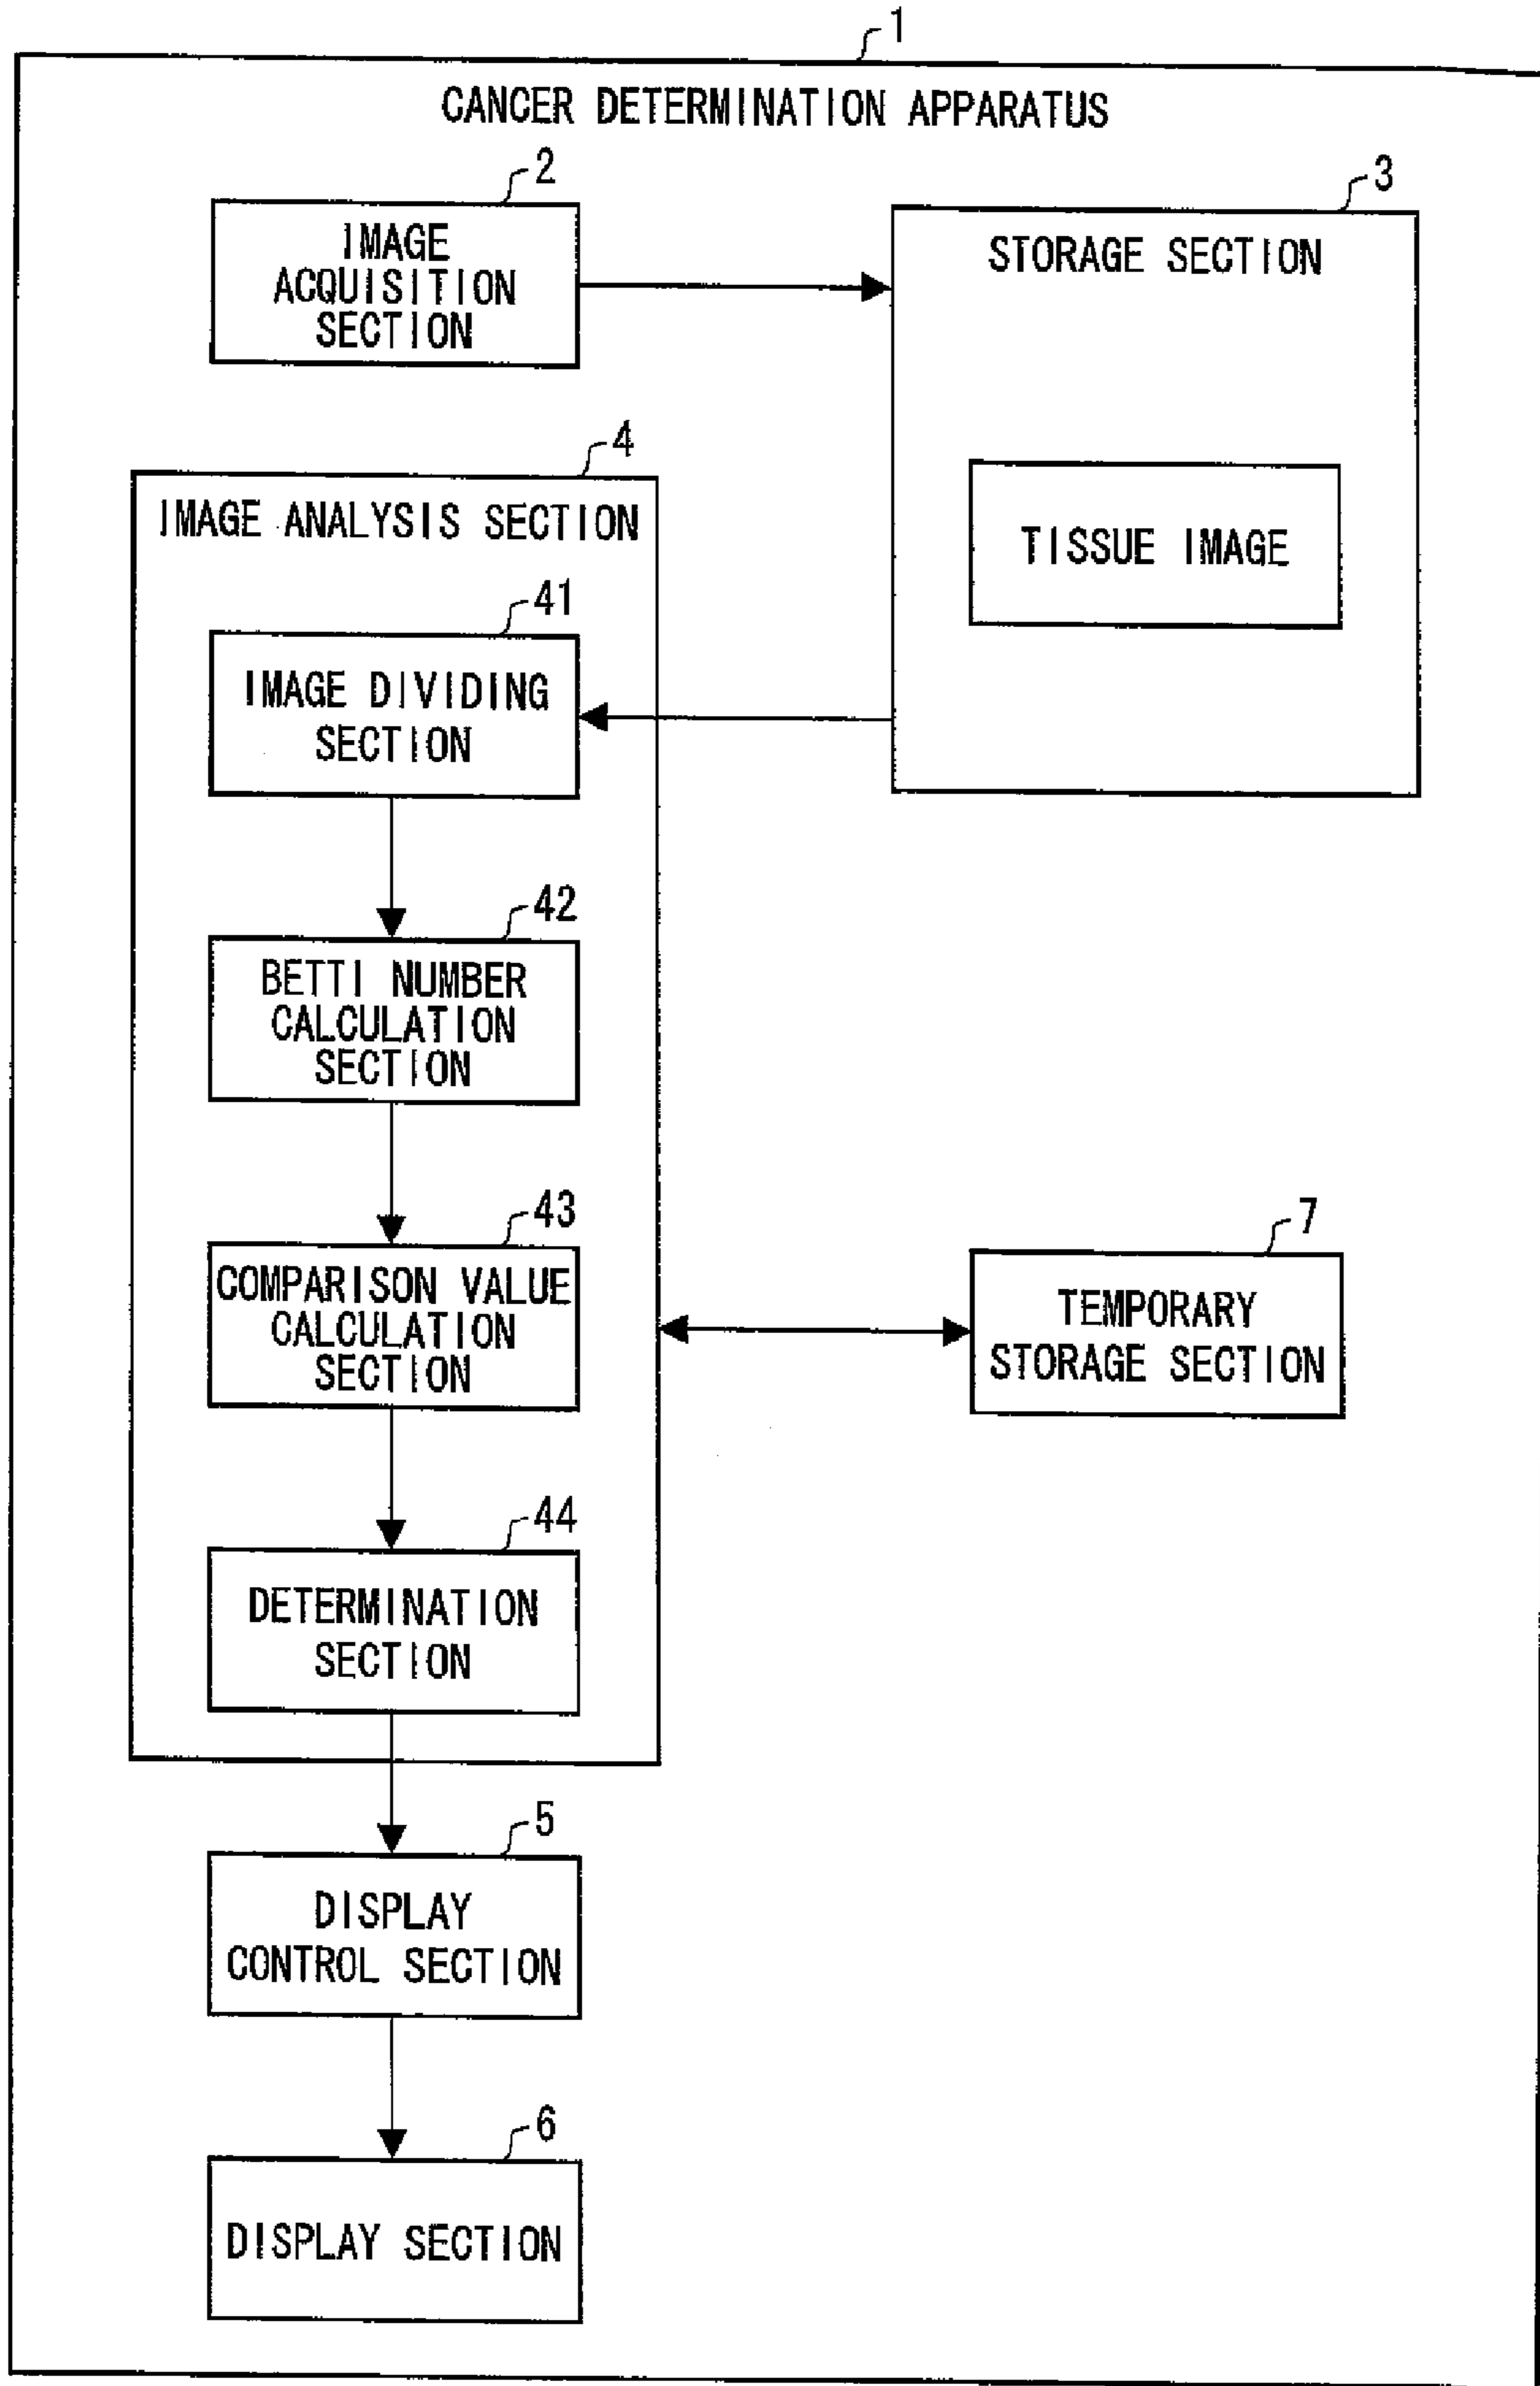 1
CANCER DETERMINATION APPARATUS
2
IMAGE
ACQUISITION
SECTION
3
STORAGE SECTION
TISSUE IMAGE
4
IMAGE ANALYSIS SECTION
41
IMAGE DIVIDING
SECTION
42
BETTI NUMBER
CALCULATION
SECTION
43
COMPARISON VALUE
CALCULATION
SECTION
7
TEMPORARY
STORAGE SECTION
44
DETERMINATION
SECTION
5
DISPLAY
CONTROL SECTION
6
DISPLAY SECTION